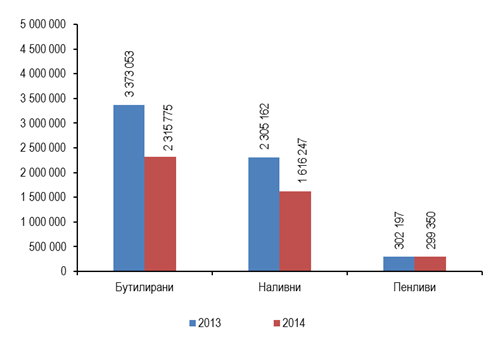 5 000 000
4 500 000
4 000 000
3 500 000
3 000 000
2 500 000
2 000 000
1 500 000
1 000 000
500 000
0
3 373 053
2 315 775
2 305 162
1 616 247
302 197
299 350
Бутилирани
Наливни
Пенливи
2013
2014